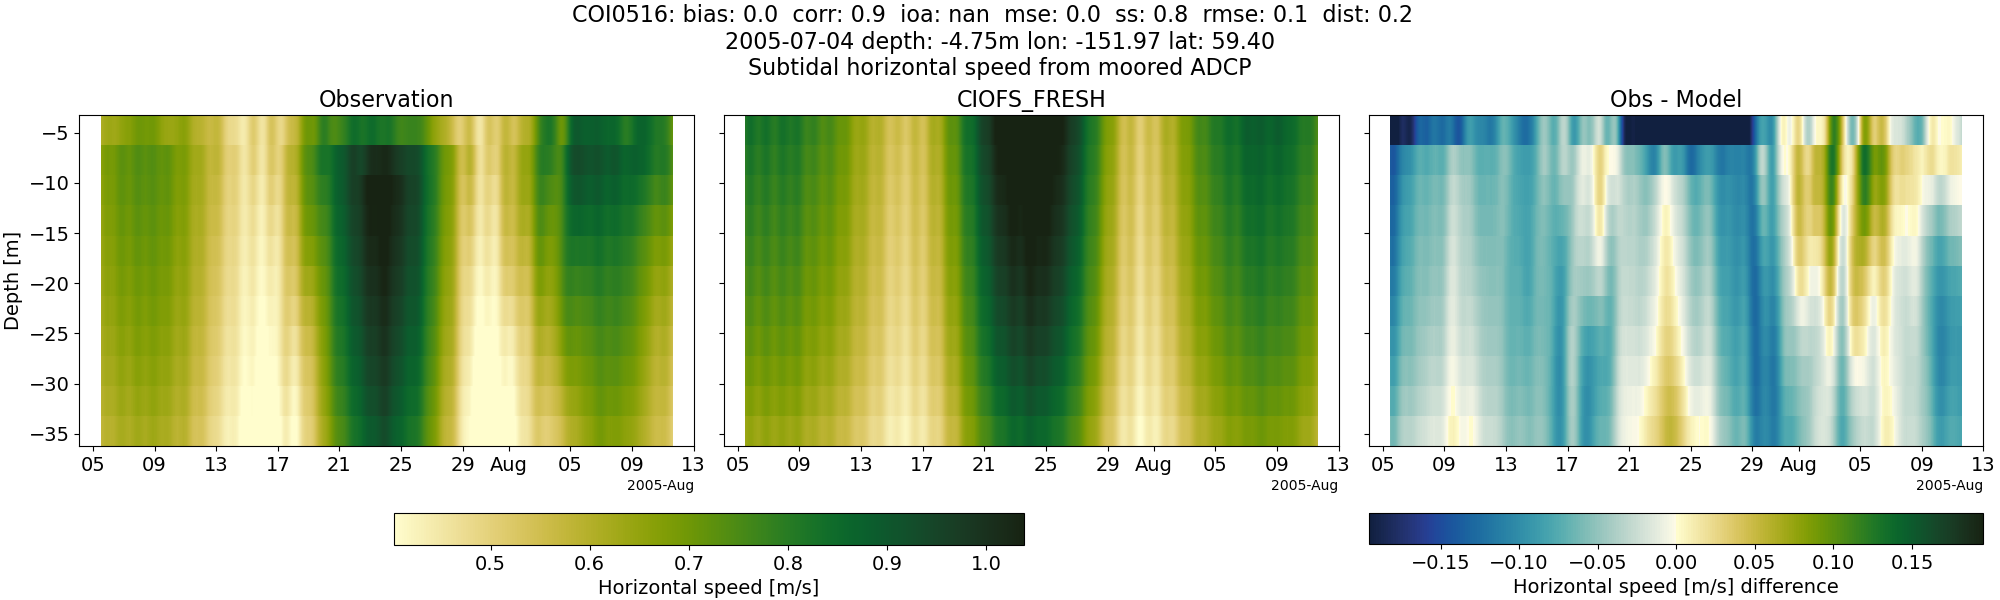 COI0516: bias: 0.0 corr: 0.9 ioa: nan mse: 0.0 ss: 0.8 rmse: 0.1 dist: 0.2
2005-07-04 depth: -4.75m lon: -151.97 lat: 59.40
Subtidal horizontal speed from moored ADCP
Observation
CIOFS_FRESH
Obs - Model
Depth [m]
−5
−10
−15
−20
−25
−30
−35
05 09 13 17 21 25 29 Aug 05 09 13
2005-Aug
05 09 13 17 21 25 29 Aug 05 09 13
2005-Aug
05 09 13 17 21 25 29 Aug 05 09 13
2005-Aug
0.5 0.6 0.7 0.8 0.9 1.0
Horizontal speed [m/s]
−0.15 −0.10 −0.05 0.00 0.05 0.10 0.15
Horizontal speed [m/s] difference